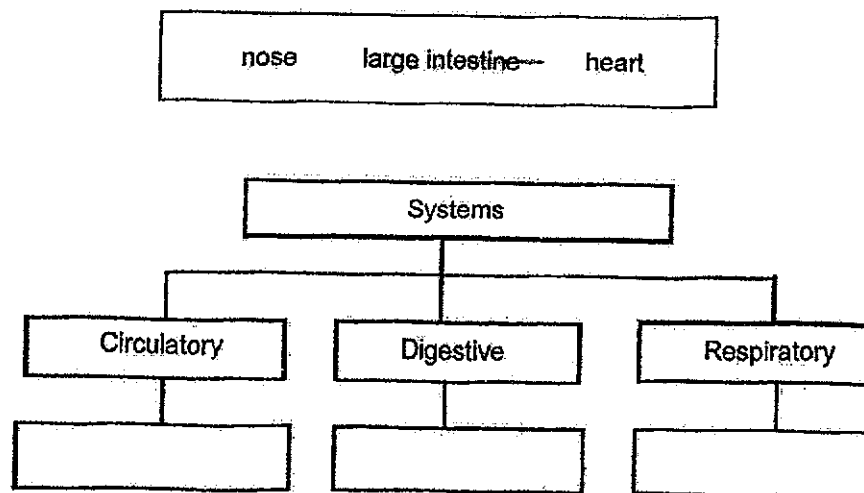 nose large intestine heart
Systems
Circulatory Digestive Respiratory